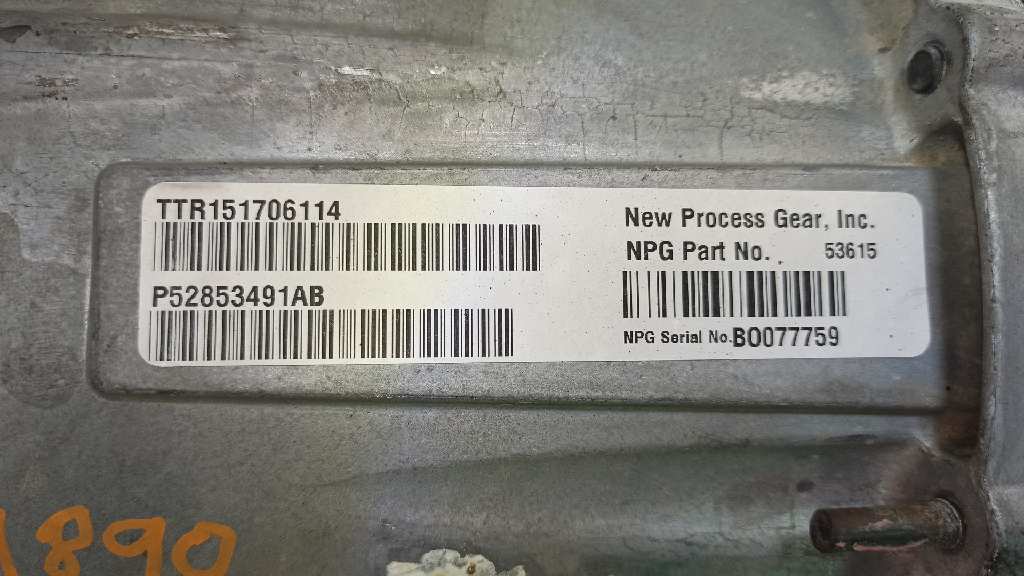 TTR151706114
P52853491AB
New Process Gear, Inc.
NPG Part No. 53615
NPG Serial No. B0077759
1890